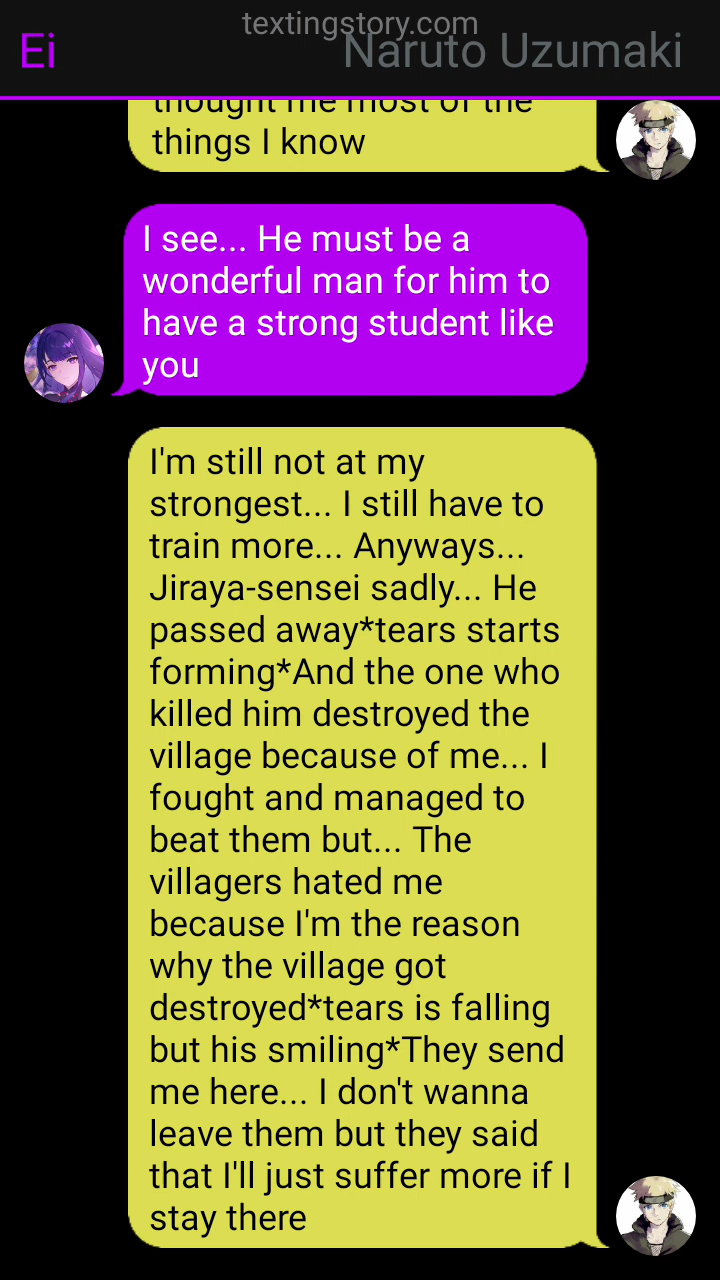 textingstory.com
Ei
Naruto Uzumaki
thought me most of the
things I know
I see... He must be a
wonderful man for him to
have a strong student like
you
I'm still not at my
strongest... I still have to
train more... Anyways...
Jiraya-sensei sadly... He
passed away*tears starts
forming*And the one who
killed him destroyed the
village because of me... I
fought and managed to
beat them but... The
villagers hated me
because I'm the reason
why the village got
destroyed*tears is falling
but his smiling*They send
me here... I don't wanna
leave them but they said
that I'll just suffer more if I
stay there